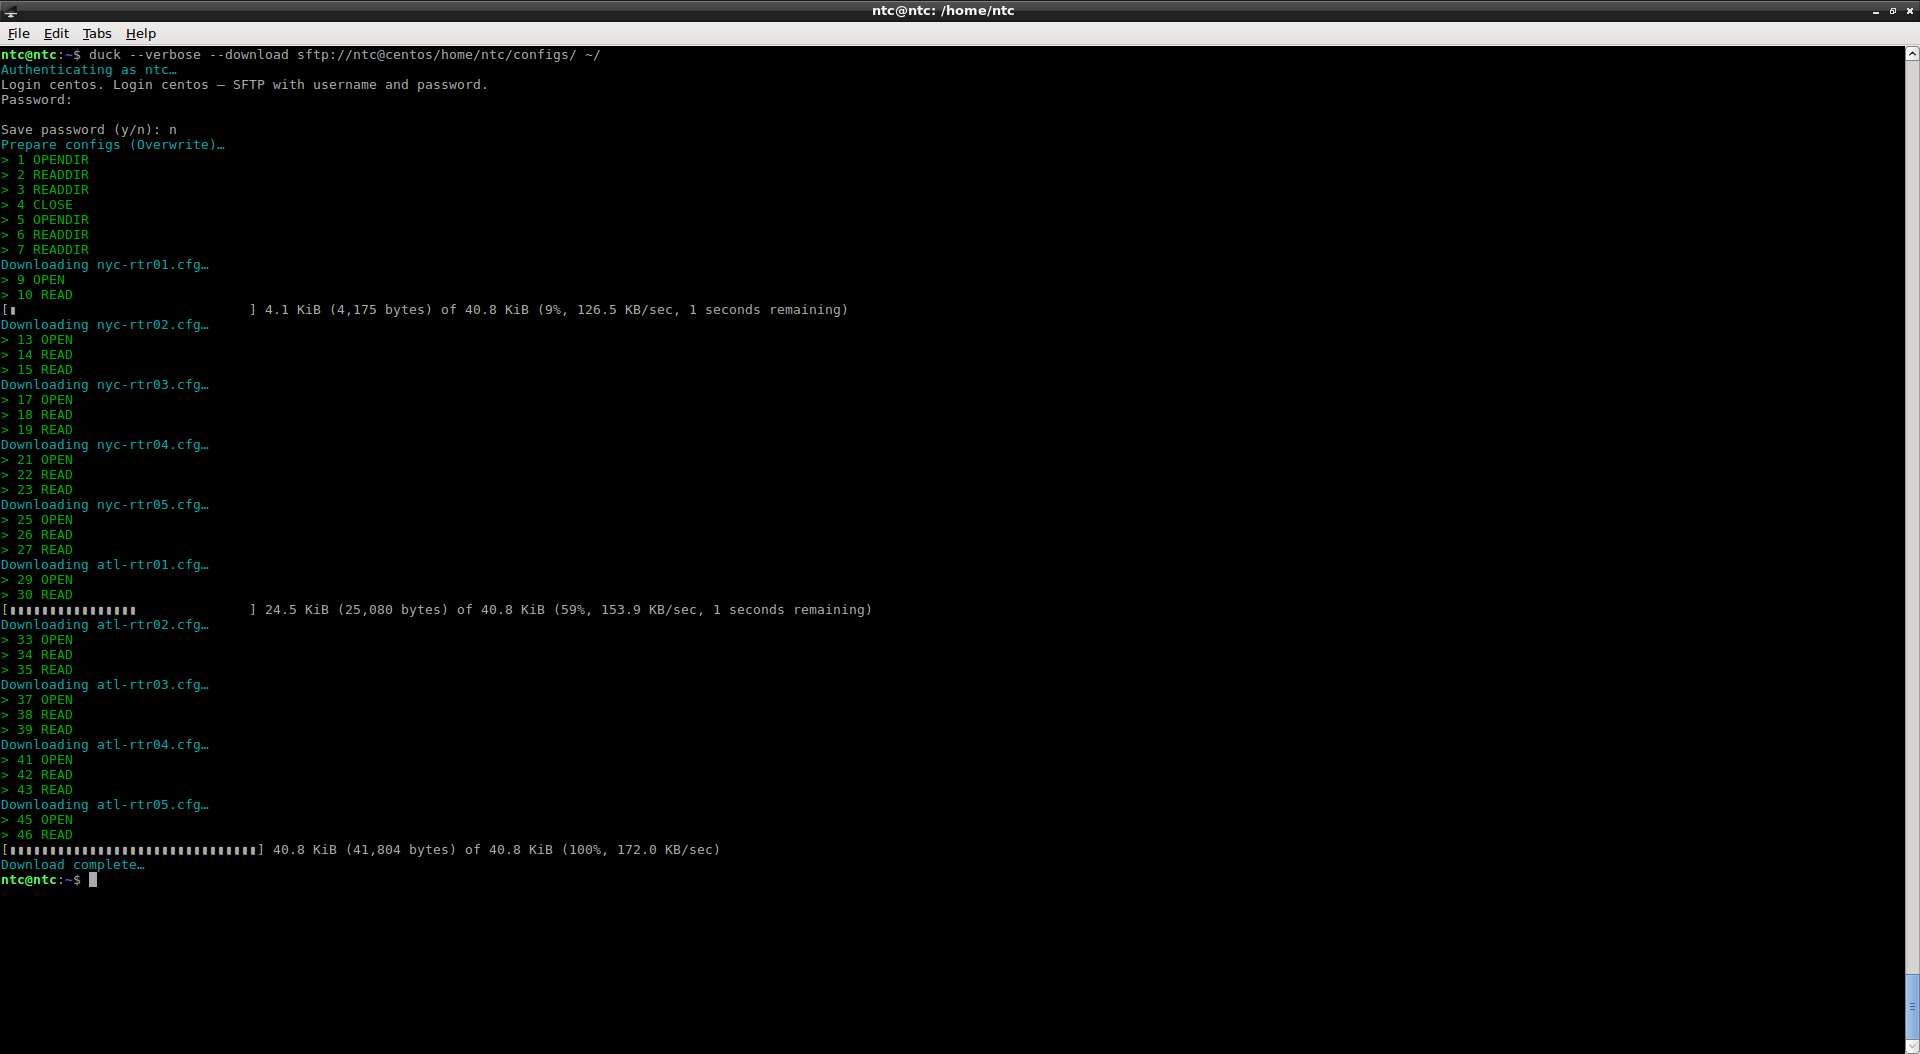 ntc@ntc: /home/ntc
File Edit Tabs Help
ntc@ntc:~$ duck --verbose --download sftp://ntc@centos/home/ntc/configs/ ~/
Authenticating as ntc…
Login centos. Login centos – SFTP with username and password.
Password:
Save password (y/n): n
Prepare configs (Overwrite)…
> 1 OPENDIR
> 2 READDIR
> 3 READDIR
> 4 CLOSE
> 5 OPENDIR
> 6 READDIR
> 7 READDIR
Downloading nyc-rtr01.cfg…
> 9 OPEN
> 10 READ
[▮                             ] 4.1 KiB (4,175 bytes) of 40.8 KiB (9%, 126.5 KB/sec, 1 seconds remaining)
Downloading nyc-rtr02.cfg…
> 13 OPEN
> 14 READ
> 15 READ
Downloading nyc-rtr03.cfg…
> 17 OPEN
> 18 READ
> 19 READ
Downloading nyc-rtr04.cfg…
> 21 OPEN
> 22 READ
> 23 READ
Downloading nyc-rtr05.cfg…
> 25 OPEN
> 26 READ
> 27 READ
Downloading atl-rtr01.cfg…
> 29 OPEN
> 30 READ
[▮▮▮▮▮▮▮▮▮▮▮▮▮▮▮▮              ] 24.5 KiB (25,080 bytes) of 40.8 KiB (59%, 153.9 KB/sec, 1 seconds remaining)
Downloading atl-rtr02.cfg…
> 33 OPEN
> 34 READ
> 35 READ
Downloading atl-rtr03.cfg…
> 37 OPEN
> 38 READ
> 39 READ
Downloading atl-rtr04.cfg…
> 41 OPEN
> 42 READ
> 43 READ
Downloading atl-rtr05.cfg…
> 45 OPEN
> 46 READ
[▮▮▮▮▮▮▮▮▮▮▮▮▮▮▮▮▮▮▮▮▮▮▮▮▮▮▮▮▮▮▮] 40.8 KiB (41,804 bytes) of 40.8 KiB (100%, 172.0 KB/sec)
Download complete…
ntc@ntc:~$